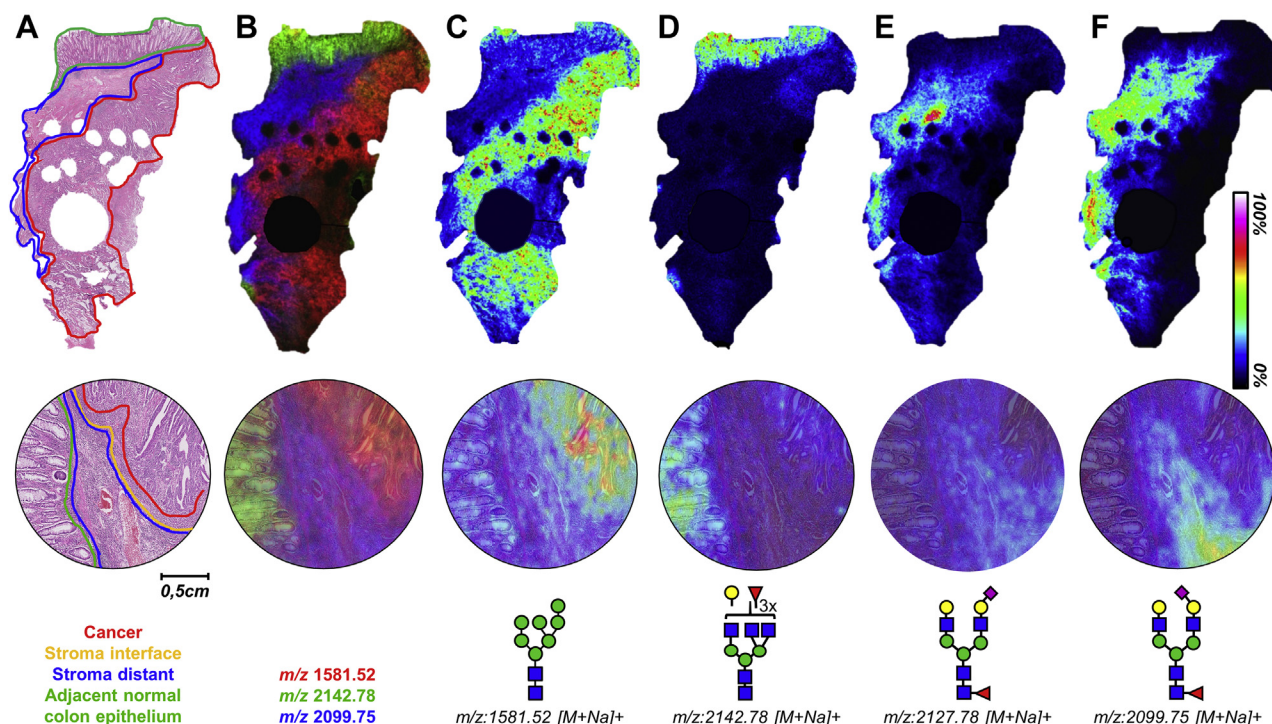 A B C D E F
100%
0%
0,5cm
3x
Cancer
Stroma interface
Stroma distant
Adjacent normal
colon epithelium
m/z 1581.52
m/z 2142.78
m/z 2099.75
m/z:1581.52 [M+Na]+
m/z:2142.78 [M+Na]+
m/z:2127.78 [M+Na]+
m/z:2099.75 [M+Na]+